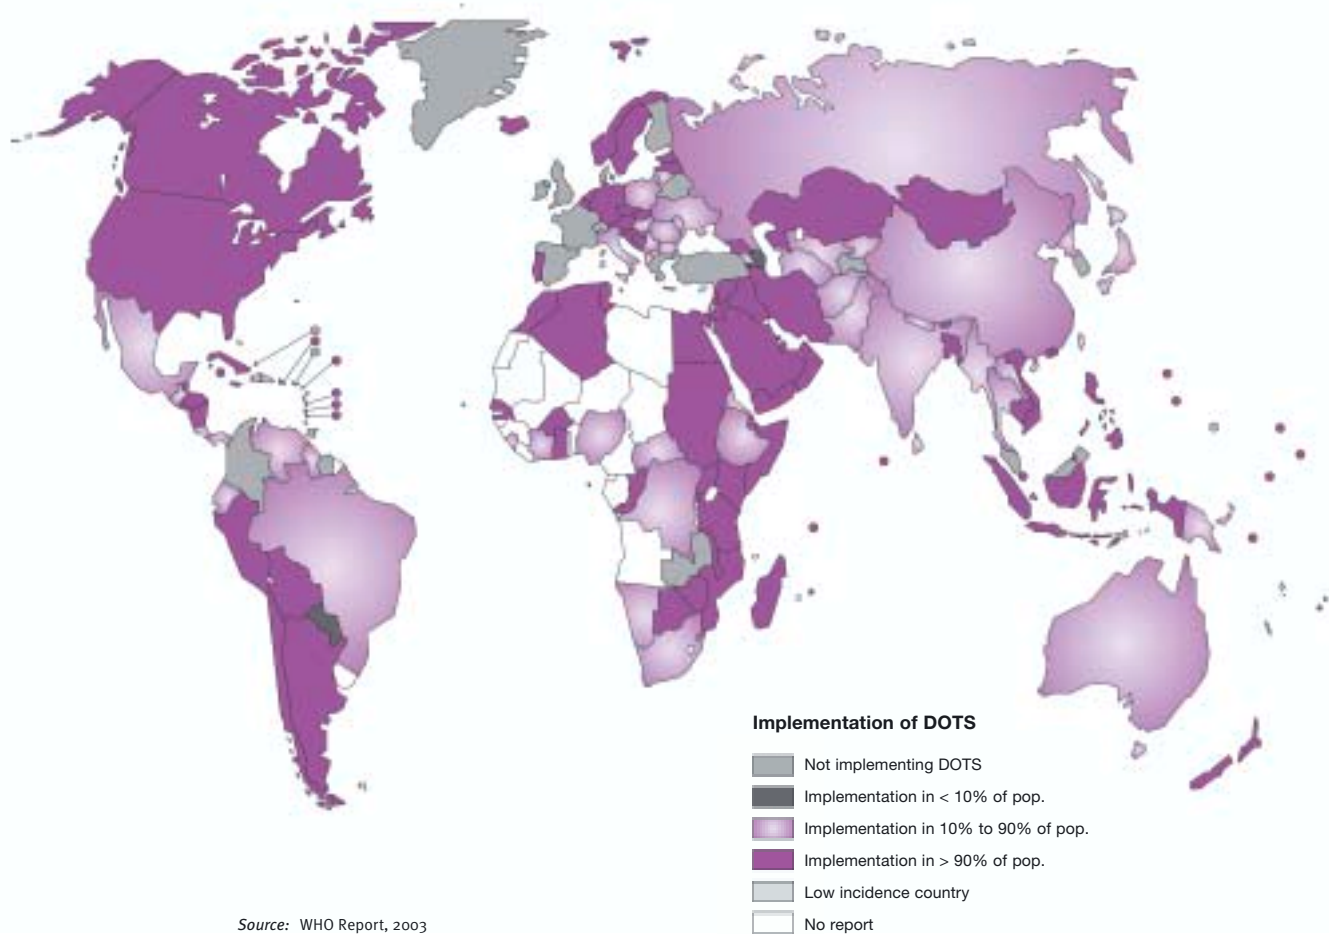 Implementation of DOTS
Not implementing DOTS
Implementation in < 10% of pop.
Implementation in 10% to 90% of pop.
Implementation in > 90% of pop.
Low incidence country
No report
Source: WHO Report, 2003